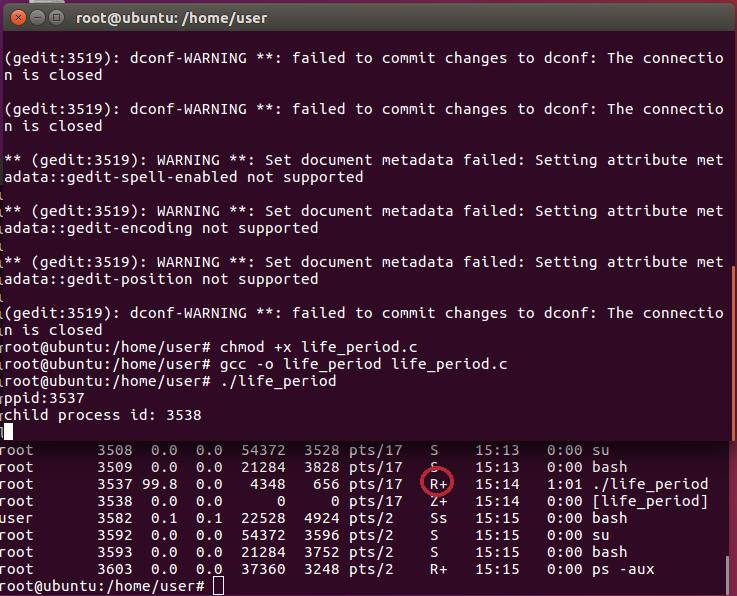 root@ubuntu: /home/user
(gedit:3519): dconf-WARNING **: failed to commit changes to dconf: The connectio
n is closed
(gedit:3519): dconf-WARNING **: failed to commit changes to dconf: The connectio
n is closed
** (gedit:3519): WARNING **: Set document metadata failed: Setting attribute met
adata::gedit-spell-enabled not supported
** (gedit:3519): WARNING **: Set document metadata failed: Setting attribute met
adata::gedit-encoding not supported
** (gedit:3519): WARNING **: Set document metadata failed: Setting attribute met
adata::gedit-position not supported
(gedit:3519): dconf-WARNING **: failed to commit changes to dconf: The connectio
n is closed
root@ubuntu:/home/user# chmod +x life_period.c
root@ubuntu:/home/user# gcc -o life_period life_period.c
root@ubuntu:/home/user# ./life_period
ppid:3537
child process id: 3538
root 3508 0.0 0.0 54372 3528 pts/17 S 15:13 0:00 su
root 3509 0.0 0.0 21284 3828 pts/17 S 15:13 0:00 bash
root 3537 99.8 0.0 4348 656 pts/17 R+ 15:14 1:01 ./life_period
root 3538 0.0 0.0 0 0 pts/17 Z+ 15:14 0:00 [life_period]
user 3582 0.1 0.1 22528 4924 pts/2 Ss 15:15 0:00 bash
root 3592 0.0 0.0 54372 3596 pts/2 S 15:15 0:00 su
root 3593 0.0 0.0 21284 3752 pts/2 S 15:15 0:00 bash
root 3603 0.0 0.0 37360 3248 pts/2 R+ 15:15 0:00 ps -aux
root@ubuntu:/home/user#